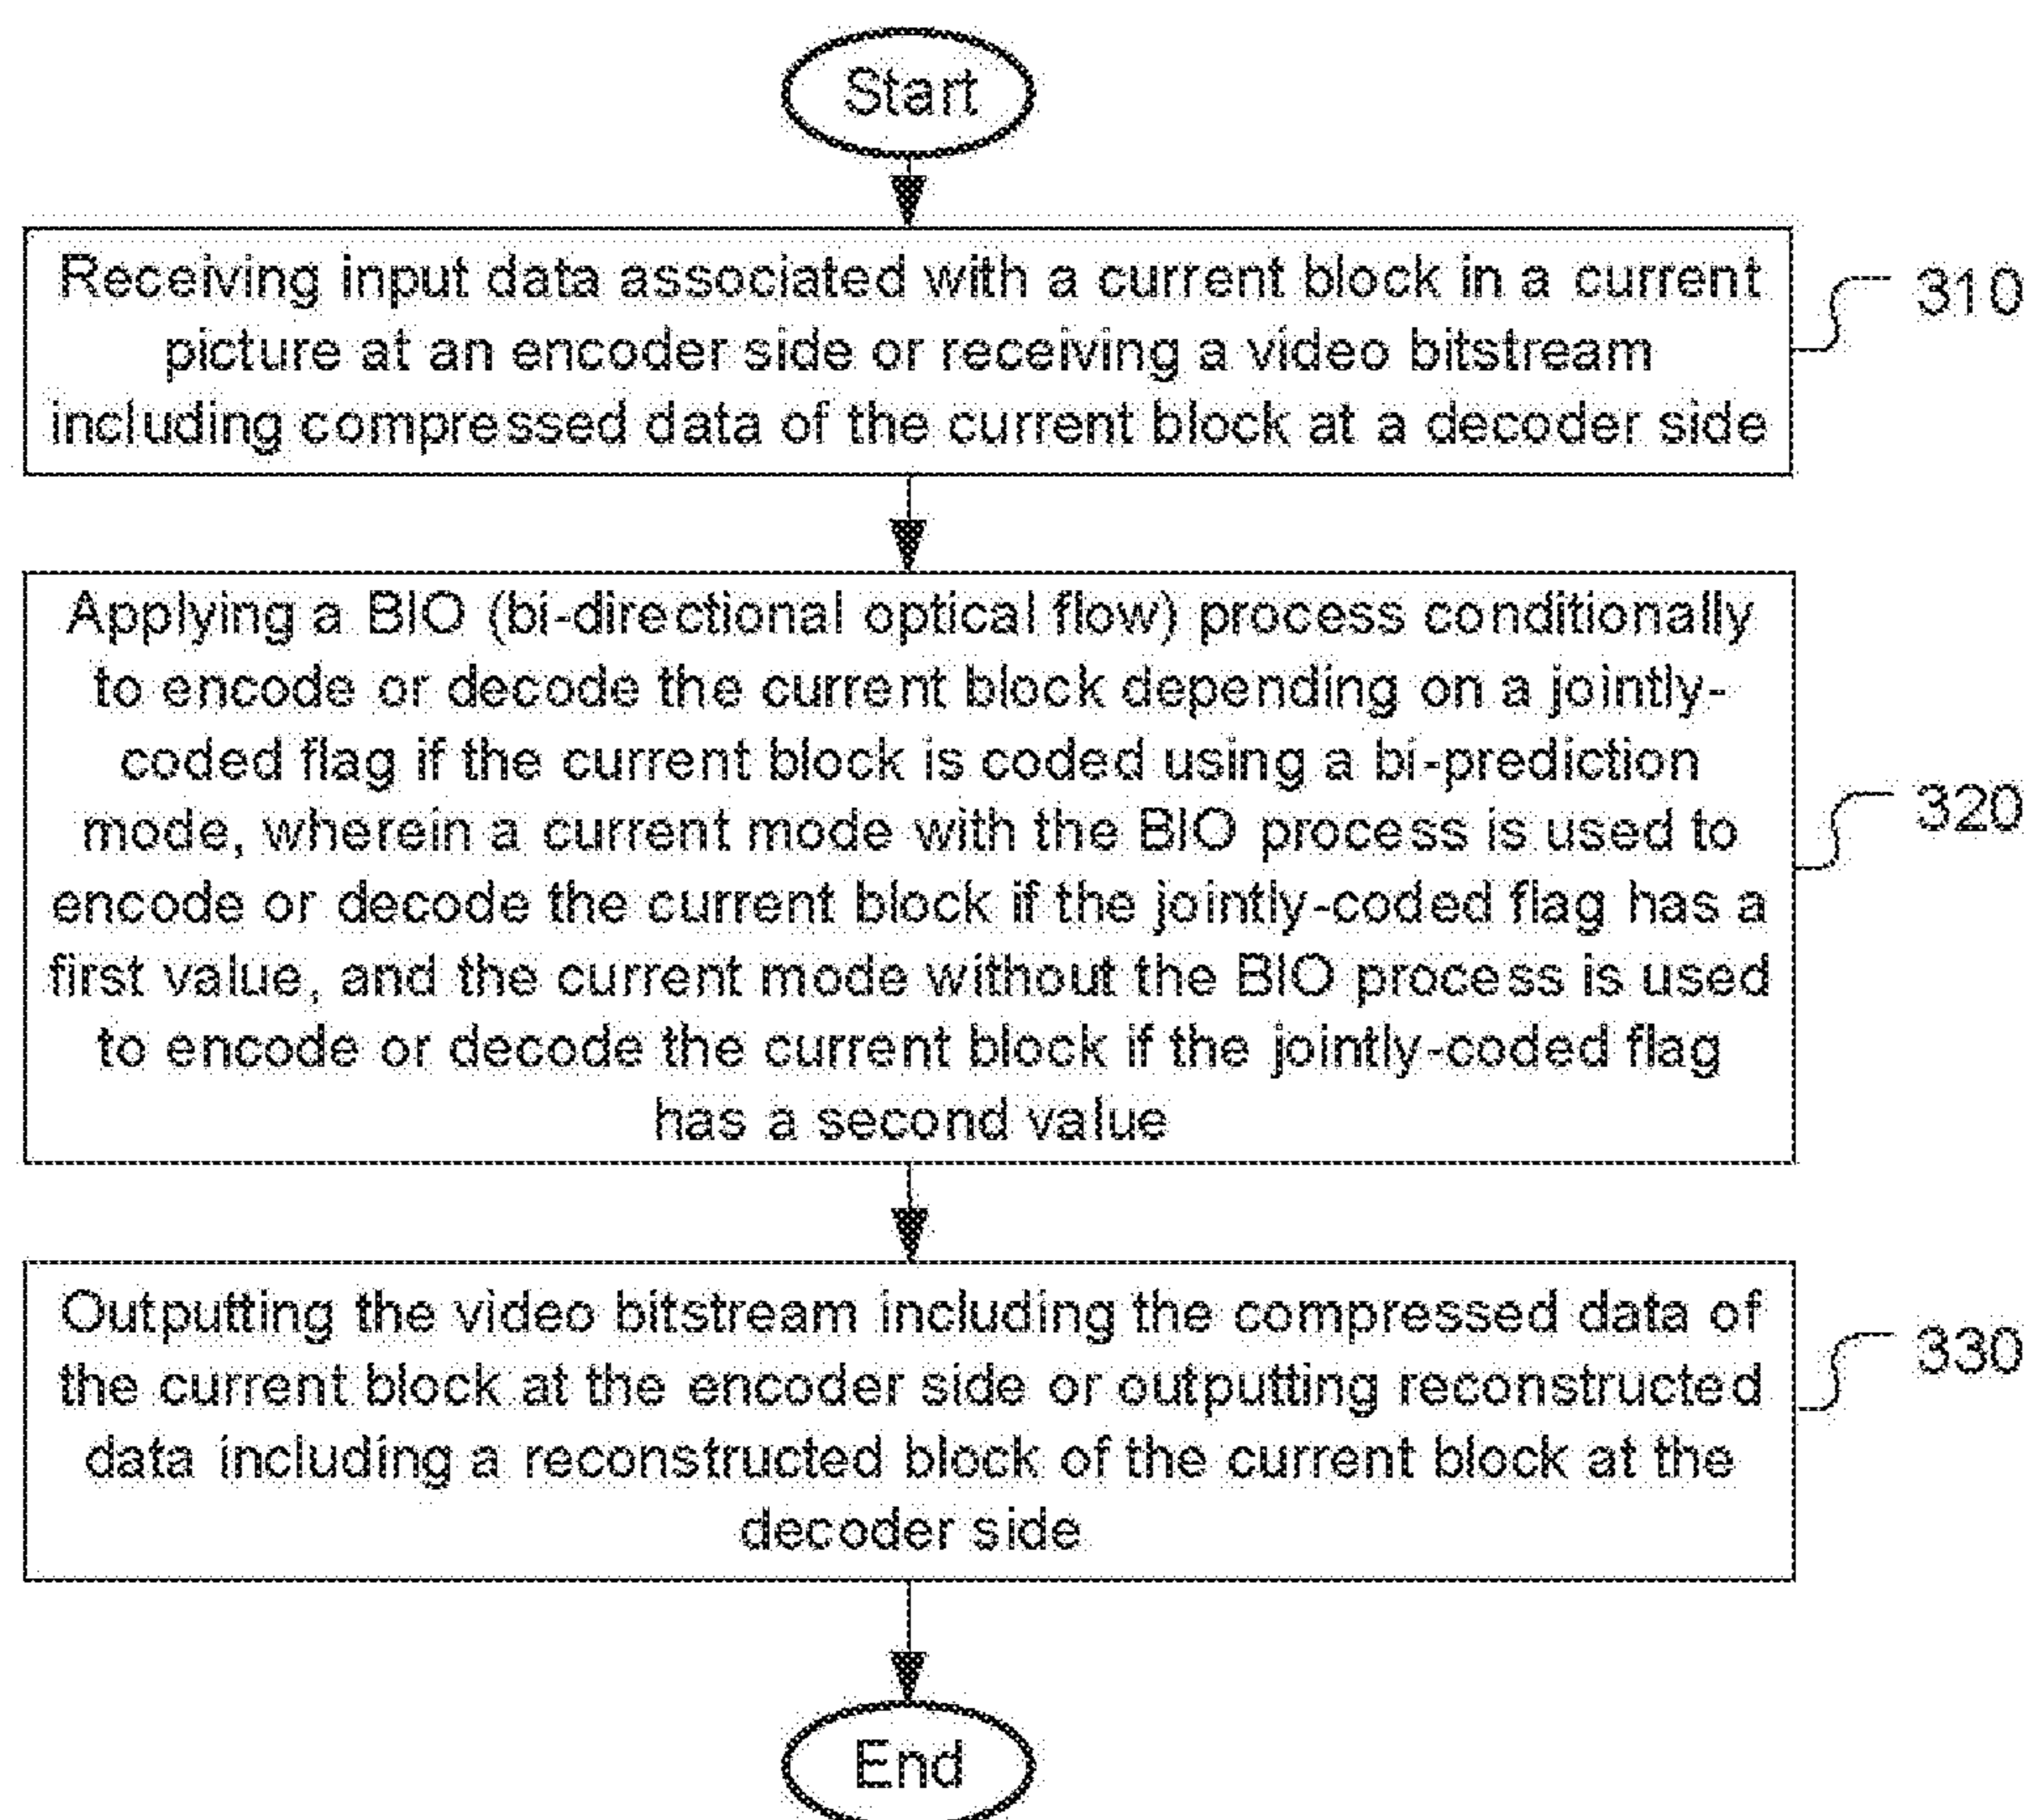 Start
Receiving input data associated with a current block in a current
picture at an encoder side or receiving a video bitstream
including compressed data of the current block at a decoder side
310
Applying a BIO (bi-directional optical flow) process conditionally
to encode or decode the current block depending on a jointly-
coded flag if the current block is coded using a bi-prediction
mode, wherein a current mode with the BIO process is used to
encode or decode the current block if the jointly-coded flag has a
first value, and the current mode without the BIO process is used
to encode or decode the current block if the jointly-coded flag
has a second value
320
Outputting the video bitstream including the compressed data of
the current block at the encoder side or outputting reconstructed
data including a reconstructed block of the current block at the
decoder side
330
End